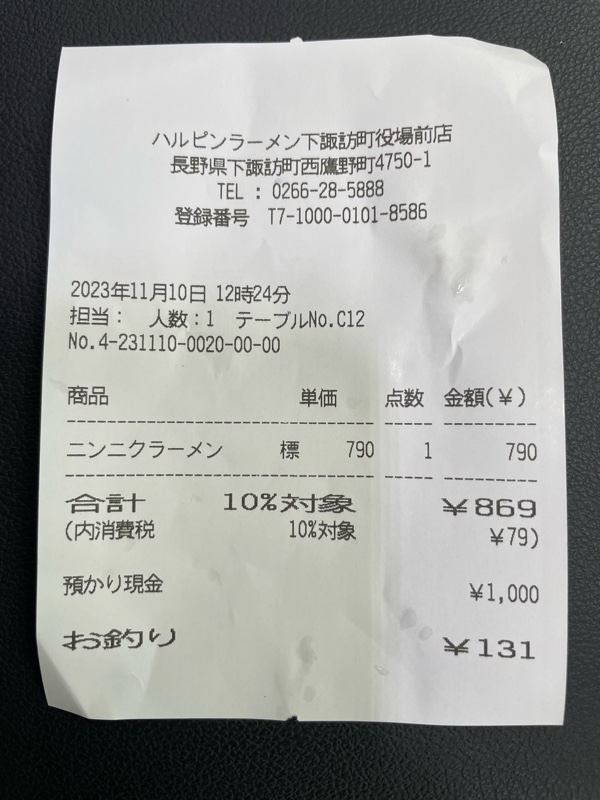 ハルピンラーメン下諏訪町役場前店
長野県下諏訪町西鷹野町4750-1
TEL : 0266-28-5888
登録番号 T7-1000-0101-8586
2023年11月10日 12時24分
担当: 人数:1 テーブルNo.C12
No.4-231110-0020-00-00
商品 単価 点数 金額(¥)
ニンニクラーメン 標 790 1 790
合計 10%対象 ¥869
(内消費税 10%対象 ¥79)
預かり現金 ¥1,000
お釣り ¥131